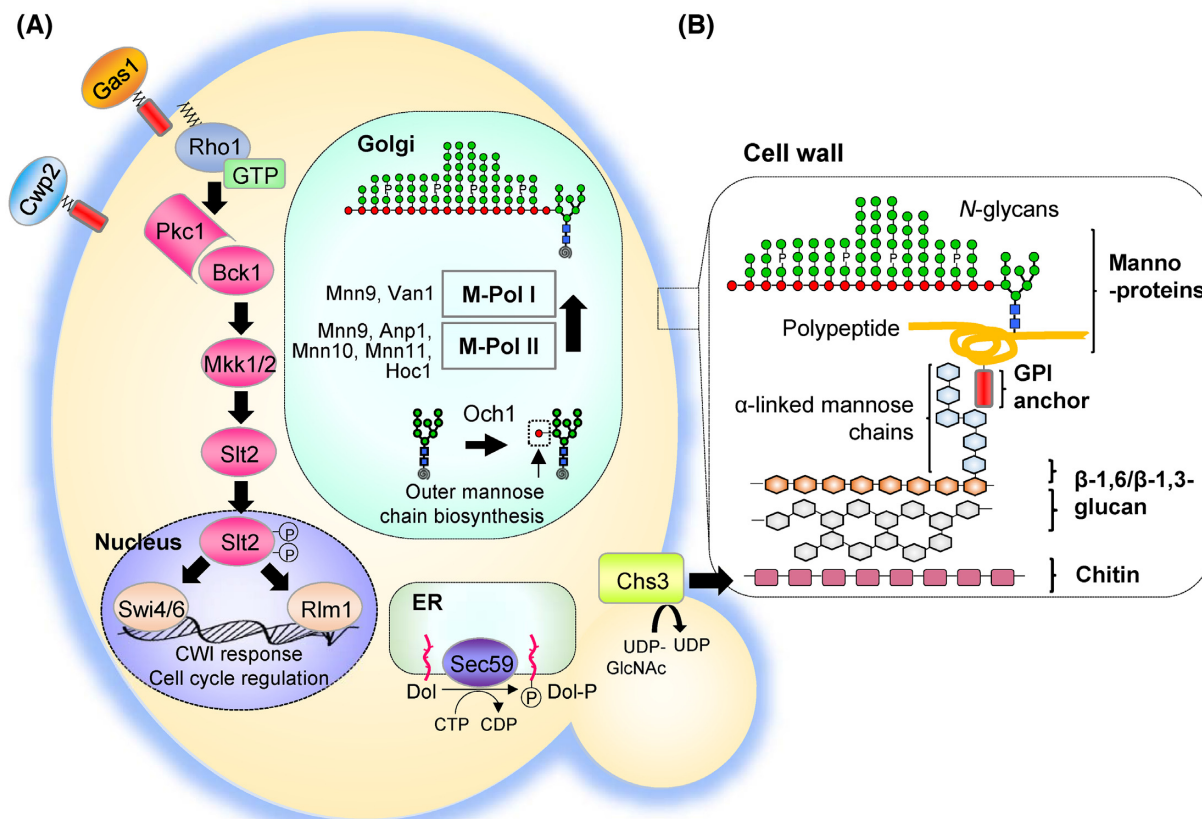 (A)
Gas1
Cwp2
Rho1
GTP
Pkc1
Bck1
Mkk1/2
Slt2
Nucleus
Slt2
P
P
Swi4/6
Rlm1
CWI response
Cell cycle regulation
Golgi
P
P
P
P
Mnn9, Van1
M-Pol I
Mnn9, Anp1,
Mnn10, Mnn11,
Hoc1
M-Pol II
Och1
Outer mannose
chain biosynthesis
ER
Sec59
Dol
P
Dol-P
CTP
CDP
Chs3
UDP-
GlcNAc
UDP
(B)
Cell wall
N-glycans
P
P
P
P
Manno
-proteins
Polypeptide
GPI
anchor
α-linked mannose
chains
β-1,6/β-1,3-
glucan
Chitin